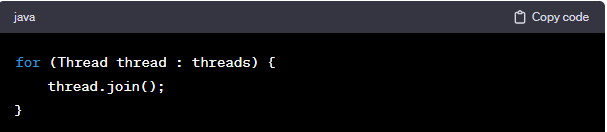 java Copy code
for (Thread thread : threads) {
    thread.join();
}